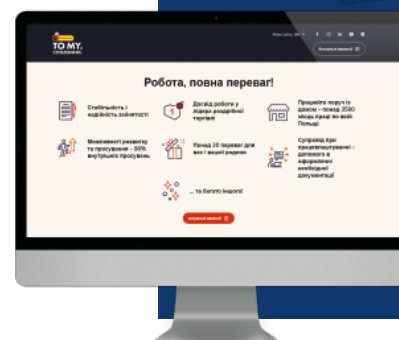 TO MY.
Робота, повна переваг!
Стабільність і
надійність зайнятості
Досвід роботи у
лідера роздрібної
торгівлі
Працюйте поруч із
домом – понад 3500
місць праці по всій
Польщі
Можливості розвитку
та просування – 90%
внутрішніх просувань
Понад 20 переваг для
вас і вашої родини
Супровід при
працевлаштуванні –
допомога в
оформленні
необхідної
документації
... та багато іншого!